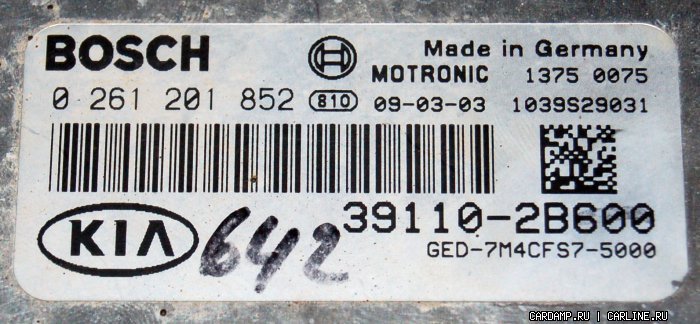 BOSCH
Made in Germany
MOTRONIC 1375 0075
0 261 201 852 810 09-03-03 1039S29031
39110-2B600
KIA 642
GED-7M4CFS7-5000
CARDAMP.RU | CARLINE.RU